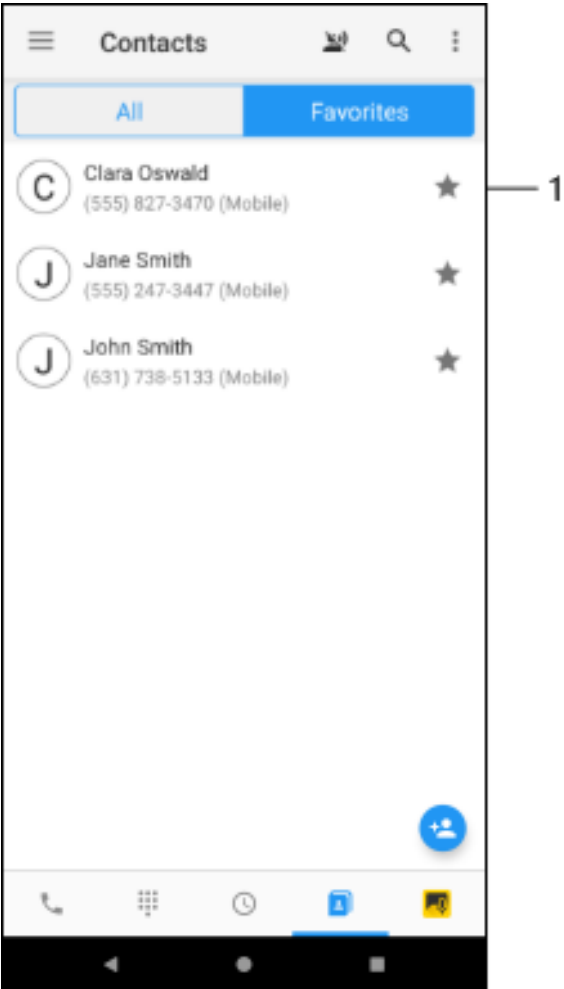 Contacts
All Favorites
C Clara Oswald
(555) 827-3470 (Mobile)
1
J Jane Smith
(555) 247-3447 (Mobile)
J John Smith
(631) 738-5133 (Mobile)